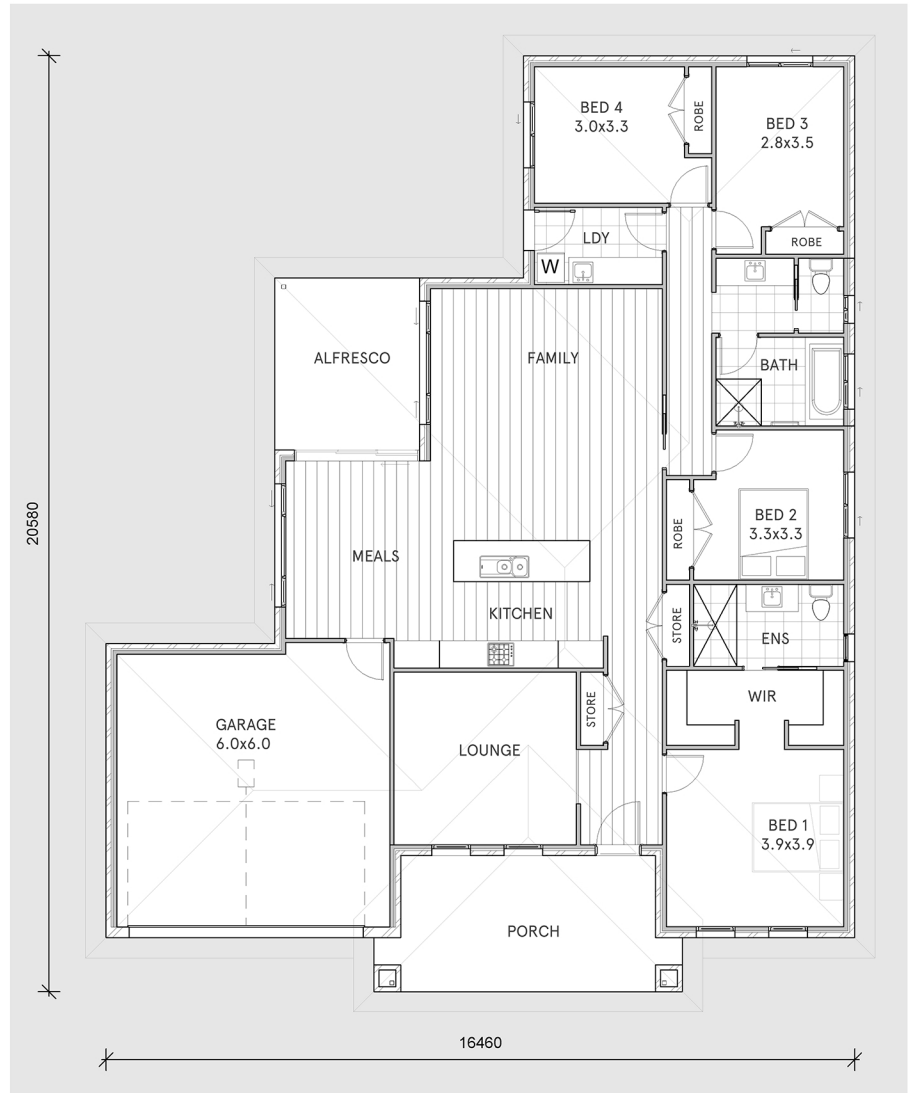 BED 4
3.0x3.3
ROBE
BED 3
2.8x3.5
ROBE
LDY
W
ALFRESCO
FAMILY
BATH
20580
ROBE
BED 2
3.3x3.3
MEALS
KITCHEN
STORE
ENS
WIR
STORE
GARAGE
6.0x6.0
LOUNGE
BED 1
3.9x3.9
PORCH
16460